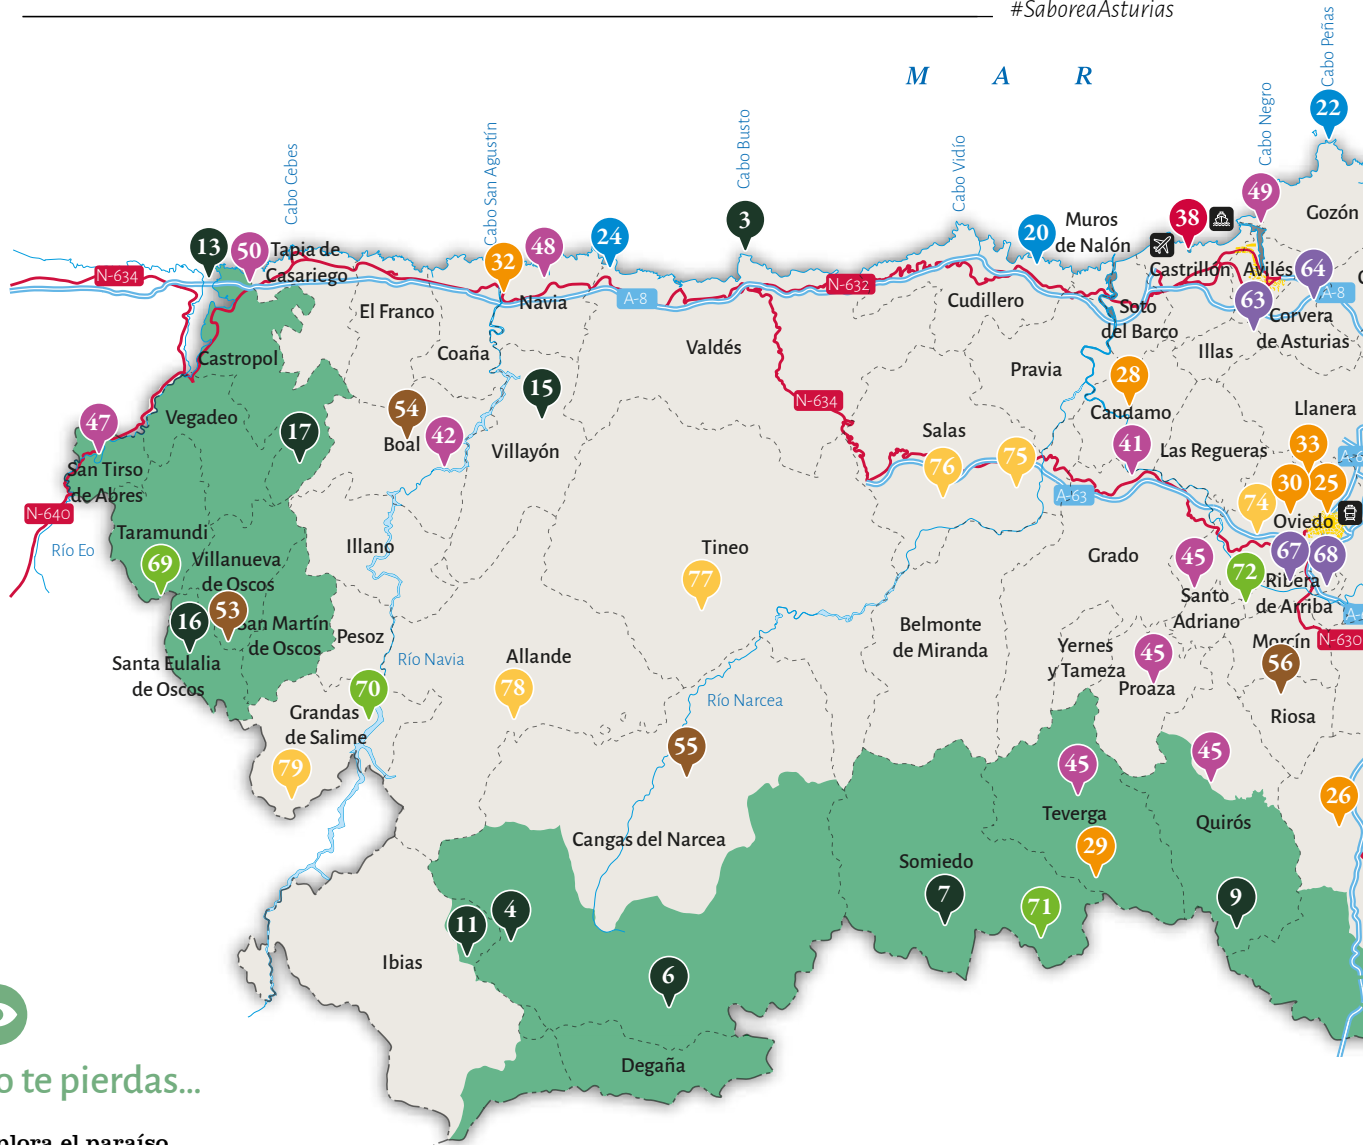 #SaboreaAsturias
Cabo Peñas
M A R
22
Cabo Negro
Cabo Busto
Cabo San Agustín
Cabo Vidío
Cabo Cebes
49
3
Gozón
38
Muros
de Nalón
20
48
24
13
50
Tapia de
Casariego
32
N-634
Castrillón
Avilés
64
N-632
A-8
A-8
Navia
Cudillero
63
Soto
del Barco
Corvera
de Asturias
El Franco
Valdés
Coaña
Illas
Castropol
Pravia
28
15
N-634
54
Candamo
Llanera
Vegadeo
47
17
42
Boal
Salas
41
33
Villayón
Las Regueras
San Tirso
de Abres
76
75
30
25
A-63
74
N-640
Oviedo
Taramundi
Río Eo
Illano
Tineo
Grado
45
67
68
69
Villanueva
de Oscos
77
72
Ribera
de Arriba
Santo
Adriano
16
53
San Martín
de Oscos
Belmonte
de Miranda
N-630
Pesoz
Yernes
y Tameza
45
Morcín
56
Santa Eulalia
de Oscos
Río Navia
Allande
Proaza
70
78
Río Narcea
Riosa
Grandas
de Salime
55
45
45
79
26
Teverga
Quirós
Cangas del Narcea
29
Somiedo
7
9
4
71
11
Ibias
6
Degaña
o te pierdas...
plora el paraíso